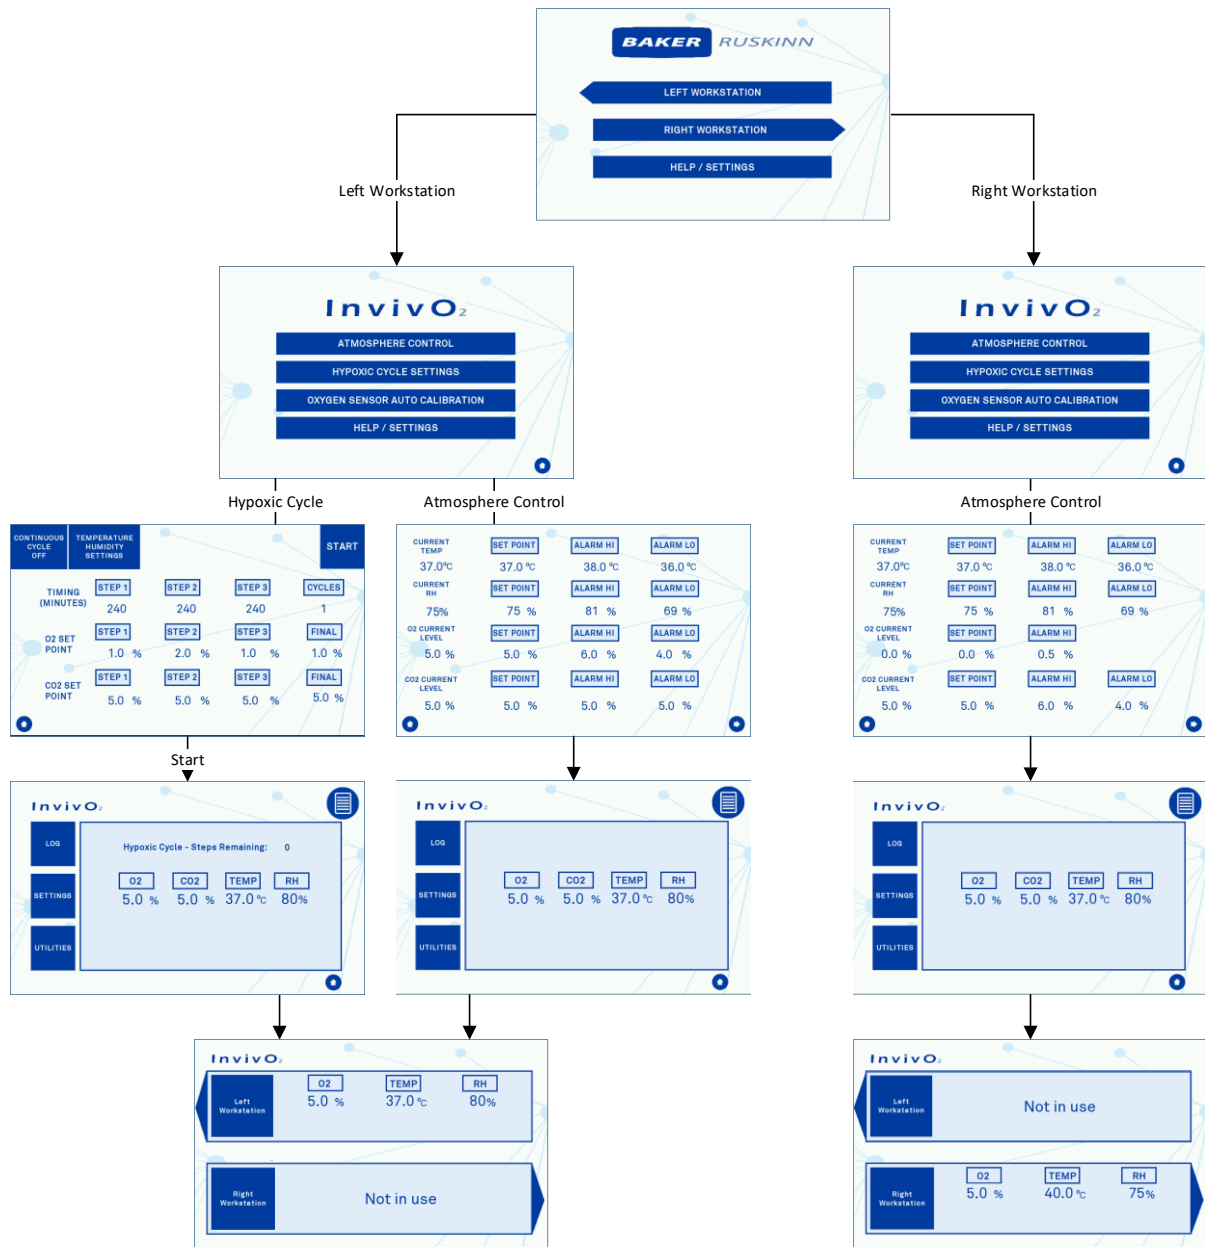 BAKER RUSKINN
LEFT WORKSTATION
RIGHT WORKSTATION
HELP / SETTINGS
Left Workstation
Right Workstation
InvivO2
ATMOSPHERE CONTROL
HYPOXIC CYCLE SETTINGS
OXYGEN SENSOR AUTO CALIBRATION
HELP / SETTINGS
InvivO2
ATMOSPHERE CONTROL
HYPOXIC CYCLE SETTINGS
OXYGEN SENSOR AUTO CALIBRATION
HELP / SETTINGS
Hypoxic Cycle
Atmosphere Control
Atmosphere Control
CONTINUOUS
CYCLE
OFF
TEMPERATURE
HUMIDITY
SETTINGS
START
TIMING
(MINUTES)
STEP 1 STEP 2 STEP 3 CYCLES
240 240 240 1
O2 SET
POINT
STEP 1 STEP 2 STEP 3 FINAL
1.0 % 2.0 % 1.0 % 1.0 %
CO2 SET
POINT
STEP 1 STEP 2 STEP 3 FINAL
5.0 % 5.0 % 5.0 % 5.0 %
CURRENT
TEMP
SET POINT ALARM HI ALARM LO
37.0ºC 37.0 ºC 38.0 ºC 36.0 ºC
CURRENT
RH
SET POINT ALARM HI ALARM LO
75% 75 % 81 % 69 %
O2 CURRENT
LEVEL
SET POINT ALARM HI ALARM LO
5.0 % 5.0 % 6.0 % 4.0 %
CO2 CURRENT
LEVEL
SET POINT ALARM HI ALARM LO
5.0 % 5.0 % 5.0 % 5.0 %
CURRENT
TEMP
SET POINT ALARM HI ALARM LO
37.0ºC 37.0 ºC 38.0 ºC 36.0 ºC
CURRENT
RH
SET POINT ALARM HI ALARM LO
75% 75 % 81 % 69 %
O2 CURRENT
LEVEL
SET POINT ALARM HI
0.0 % 0.0 % 0.5 %
CO2 CURRENT
LEVEL
SET POINT ALARM HI ALARM LO
5.0 % 5.0 % 6.0 % 4.0 %
Start
InvivO2
LOG
SETTINGS
UTILITIES
Hypoxic Cycle - Steps Remaining: 0
O2 CO2 TEMP RH
5.0 % 5.0 % 37.0 ºC 80%
InvivO2
LOG
SETTINGS
UTILITIES
O2 CO2 TEMP RH
5.0 % 5.0 % 37.0 ºC 80%
InvivO2
LOG
SETTINGS
UTILITIES
O2 CO2 TEMP RH
5.0 % 5.0 % 37.0 ºC 80%
InvivO2
Left
Workstation
O2 TEMP RH
5.0 % 37.0 ºC 80%
Right
Workstation
Not in use
InvivO2
Left
Workstation
Not in use
Right
Workstation
O2 TEMP RH
5.0 % 40.0 ºC 75%